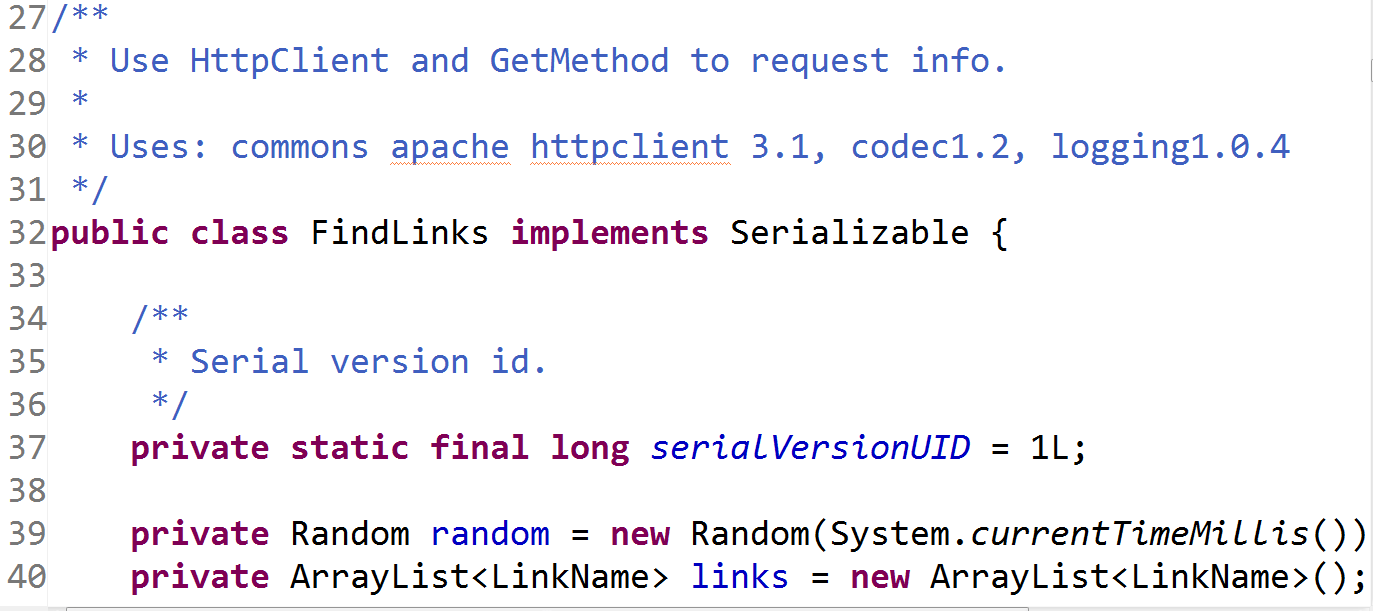 27/**
28 * Use HttpClient and GetMethod to request info.
29 *
30 * Uses: commons apache httpclient 3.1, codec1.2, logging1.0.4
31 */
32public class FindLinks implements Serializable {
33
34    /**
35     * Serial version id.
36     */
37    private static final long serialVersionUID = 1L;
38
39    private Random random = new Random(System.currentTimeMillis())
40    private ArrayList<LinkName> links = new ArrayList<LinkName>();